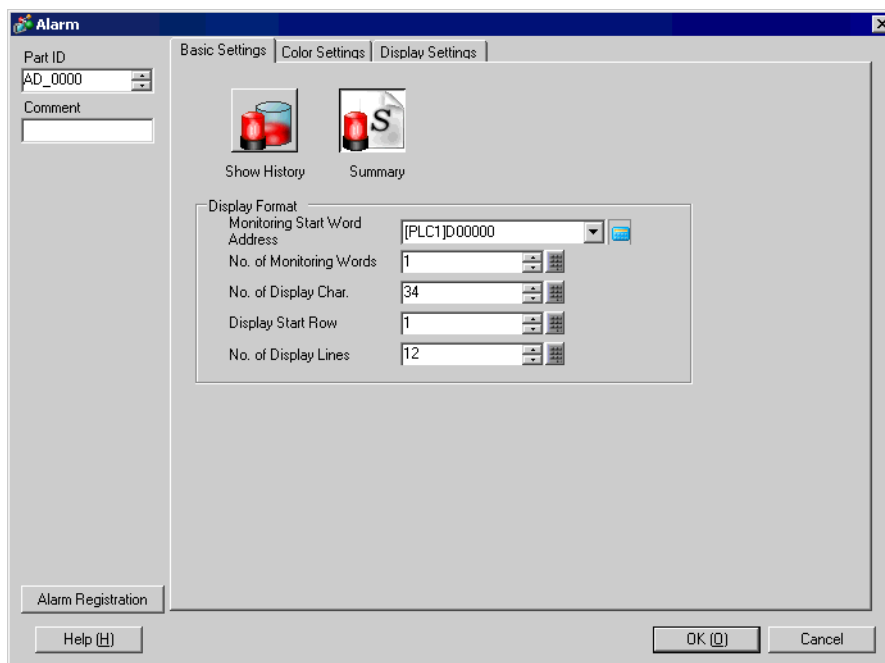 Alarm
Part ID
AD_0000
Comment
Basic Settings
Color Settings
Display Settings
S
Show History
Summary
Display Format
Monitoring Start Word
Address
[PLC1]D00000
No. of Monitoring Words
1
No. of Display Char.
34
Display Start Row
1
No. of Display Lines
12
Alarm Registration
Help (H)
OK (O)
Cancel